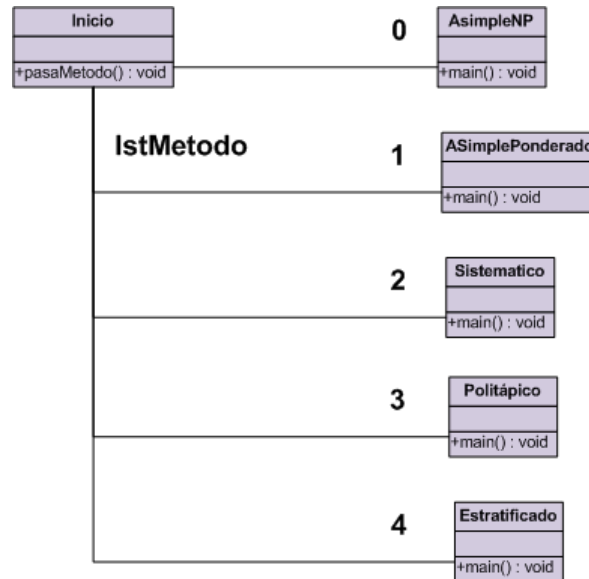 Inicio
+pasaMetodo() : void
0
AsimpleNP
+main() : void
lstMetodo
1
ASimplePonderado
+main() : void
2
Sistematico
+main() : void
3
Politápico
+main() : void
4
Estratificado
+main() : void